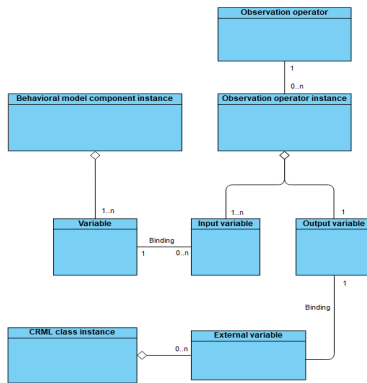 Observation operator
1
0..n
Behavioral model component instance
Observation operator instance
1..n
1..n
1
Variable
Input variable
Output variable
Binding
1
0..n
1
Binding
CRML class instance
External variable
0..n